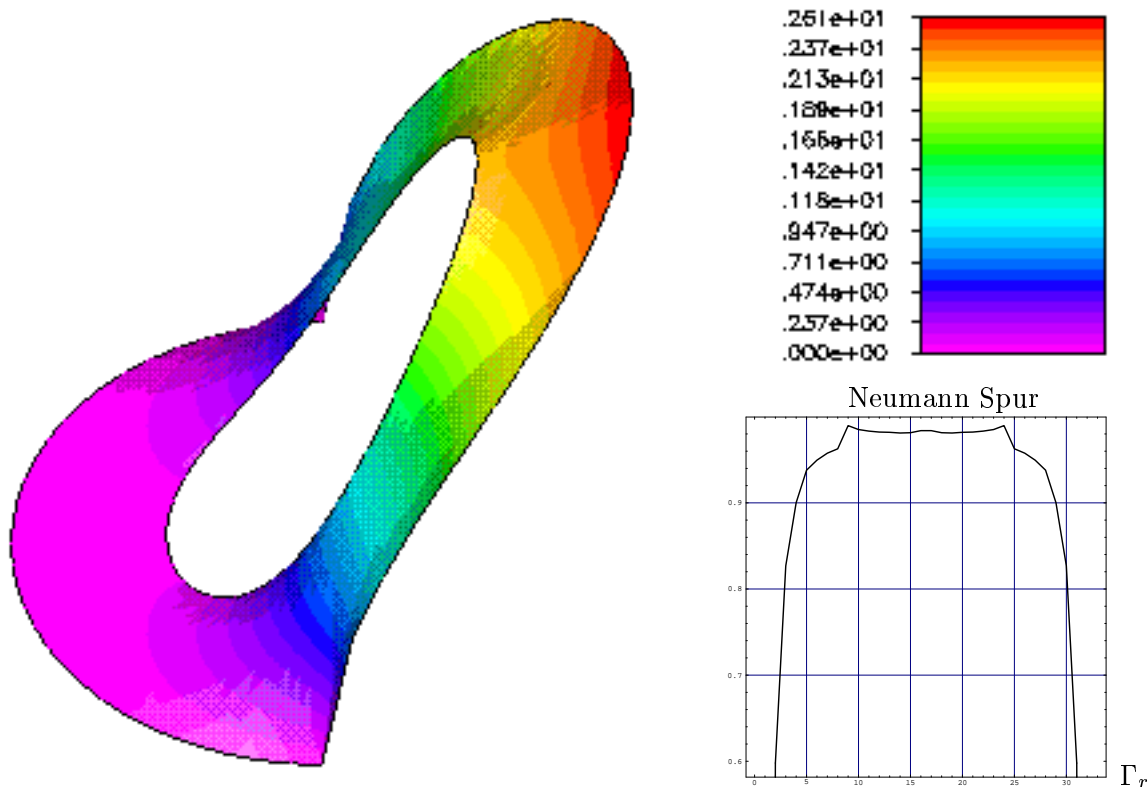 .261e+01
.237e+01
.213e+01
.189e+01
.166e+01
.142e+01
.118e+01
.947e+00
.711e+00
.474e+00
.237e+00
.000e+00
Neumann Spur
0.9
0.8
0.7
0.6
0 5 10 15 20 25 30
Γr